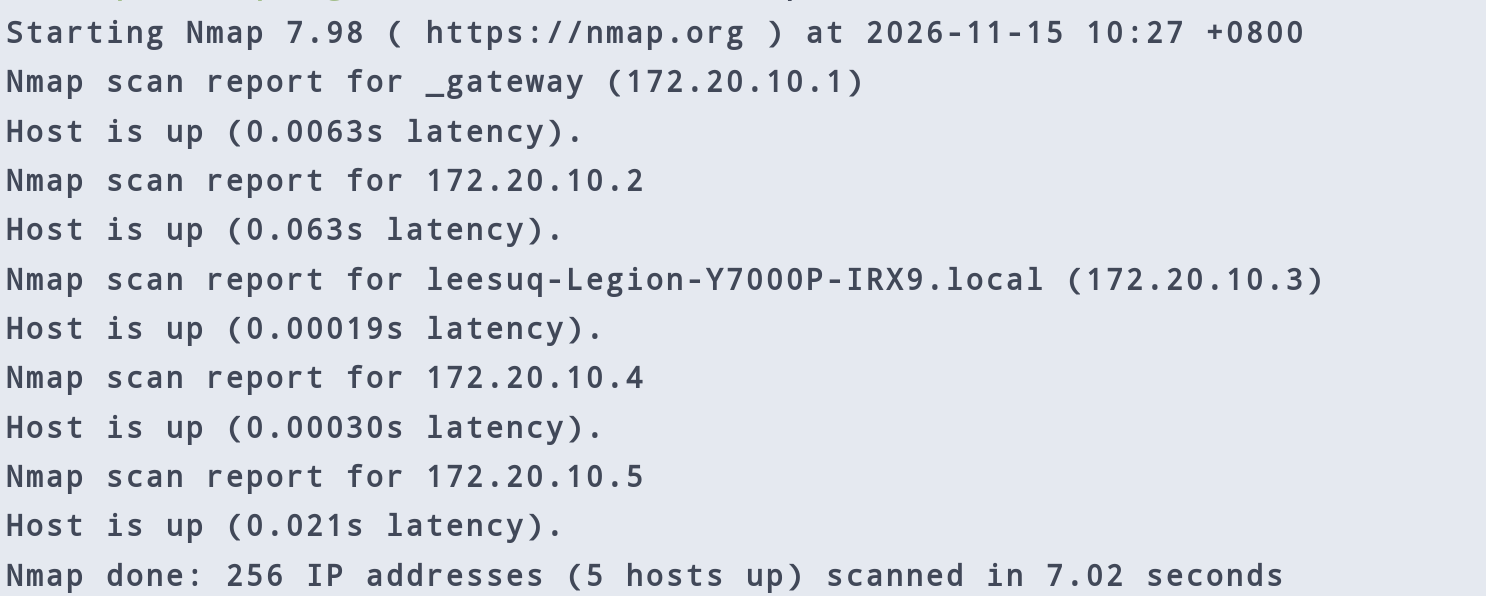 Starting Nmap 7.98 ( https://nmap.org ) at 2026-11-15 10:27 +0800
Nmap scan report for _gateway (172.20.10.1)
Host is up (0.0063s latency).
Nmap scan report for 172.20.10.2
Host is up (0.063s latency).
Nmap scan report for leesuq-Legion-Y7000P-IRX9.local (172.20.10.3)
Host is up (0.00019s latency).
Nmap scan report for 172.20.10.4
Host is up (0.00030s latency).
Nmap scan report for 172.20.10.5
Host is up (0.021s latency).
Nmap done: 256 IP addresses (5 hosts up) scanned in 7.02 seconds